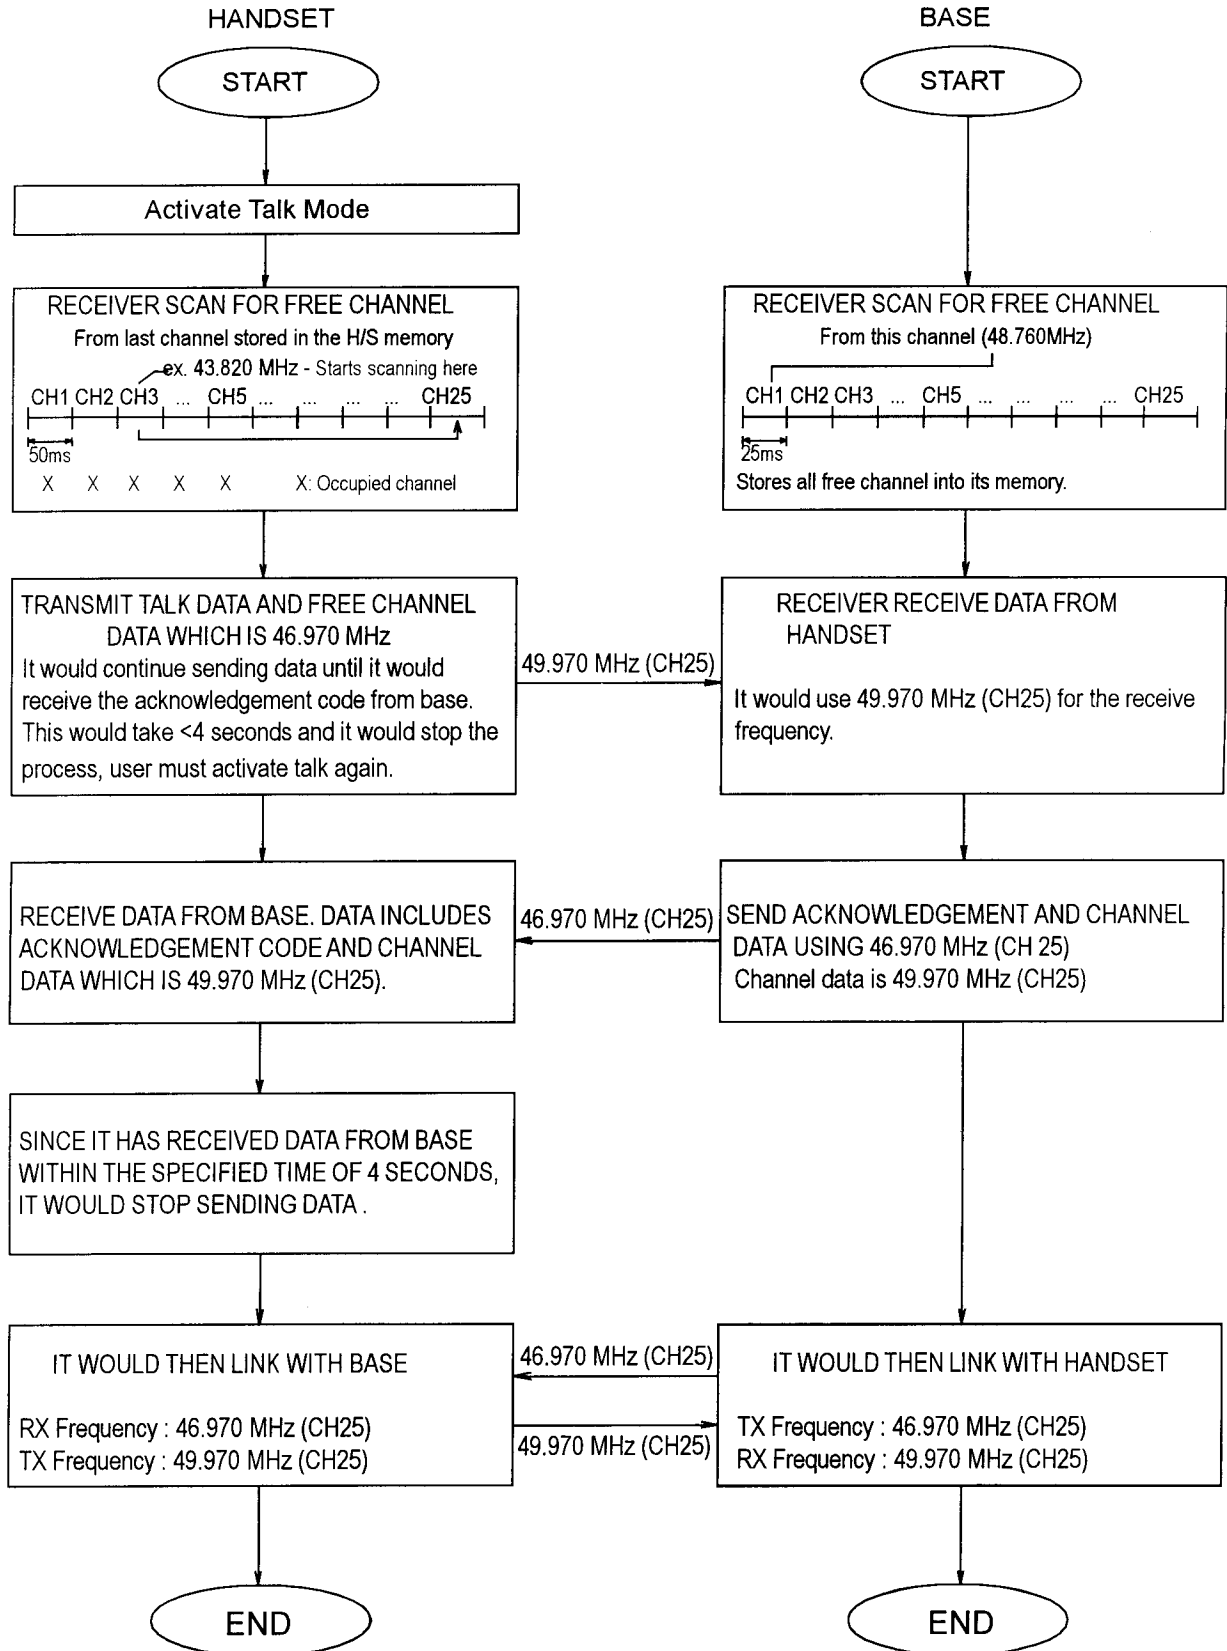 HANDSET
START
Activate Talk Mode
RECEIVER SCAN FOR FREE CHANNEL
From last channel stored in the H/S memory
ex. 43.820 MHz - Starts scanning here
CH1 CH2 CH3 ... CH5 ... ... ... ... CH25
50ms
X X X X X X: Occupied channel
TRANSMIT TALK DATA AND FREE CHANNEL
DATA WHICH IS 46.970 MHz
It would continue sending data until it would
receive the acknowledgement code from base.
This would take <4 seconds and it would stop the
process, user must activate talk again.
49.970 MHz (CH25)
RECEIVE DATA FROM BASE. DATA INCLUDES
ACKNOWLEDGEMENT CODE AND CHANNEL
DATA WHICH IS 49.970 MHz (CH25).
46.970 MHz (CH25)
SINCE IT HAS RECEIVED DATA FROM BASE
WITHIN THE SPECIFIED TIME OF 4 SECONDS,
IT WOULD STOP SENDING DATA .
IT WOULD THEN LINK WITH BASE
RX Frequency : 46.970 MHz (CH25)
TX Frequency : 49.970 MHz (CH25)
46.970 MHz (CH25)
49.970 MHz (CH25)
END
BASE
START
RECEIVER SCAN FOR FREE CHANNEL
From this channel (48.760MHz)
CH1 CH2 CH3 ... CH5 ... ... ... ... CH25
25ms
Stores all free channel into its memory.
RECEIVER RECEIVE DATA FROM
HANDSET
It would use 49.970 MHz (CH25) for the receive
frequency.
SEND ACKNOWLEDGEMENT AND CHANNEL
DATA USING 46.970 MHz (CH 25)
Channel data is 49.970 MHz (CH25)
IT WOULD THEN LINK WITH HANDSET
TX Frequency : 46.970 MHz (CH25)
RX Frequency : 49.970 MHz (CH25)
END